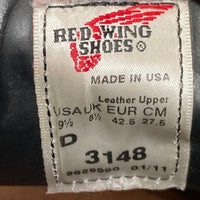 RED WING
SHOES®
MADE IN USA
Leather Upper
USA UK EUR CM
9½ 8½ 42.5 27.5
D
3148
01/11